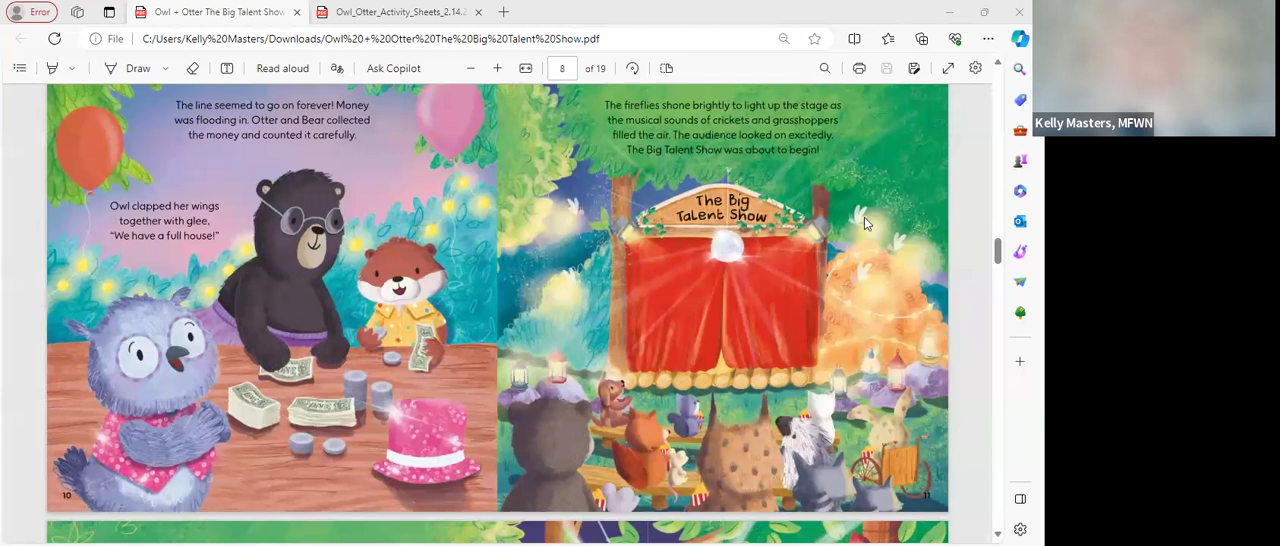 Error
Owl + Otter The Big Talent Show
Owl_Otter_Activity_Sheets_2.14.2
File
C:/Users/Kelly%20Masters/Downloads/Owl%20+%20Otter%20The%20Big%20Talent%20Show.pdf
Draw
Read aloud
Ask Copilot
8
of 19
Kelly Masters, MFWN
The line seemed to go on forever! Money
was flooding in. Otter and Bear collected
the money and counted it carefully.
Owl clapped her wings
together with glee,
“We have a full house!”
10
The fireflies shone brightly to light up the stage as
the musical sounds of crickets and grasshoppers
filled the air. The audience looked on excitedly.
The Big Talent Show was about to begin!
The Big
Talent Show
11